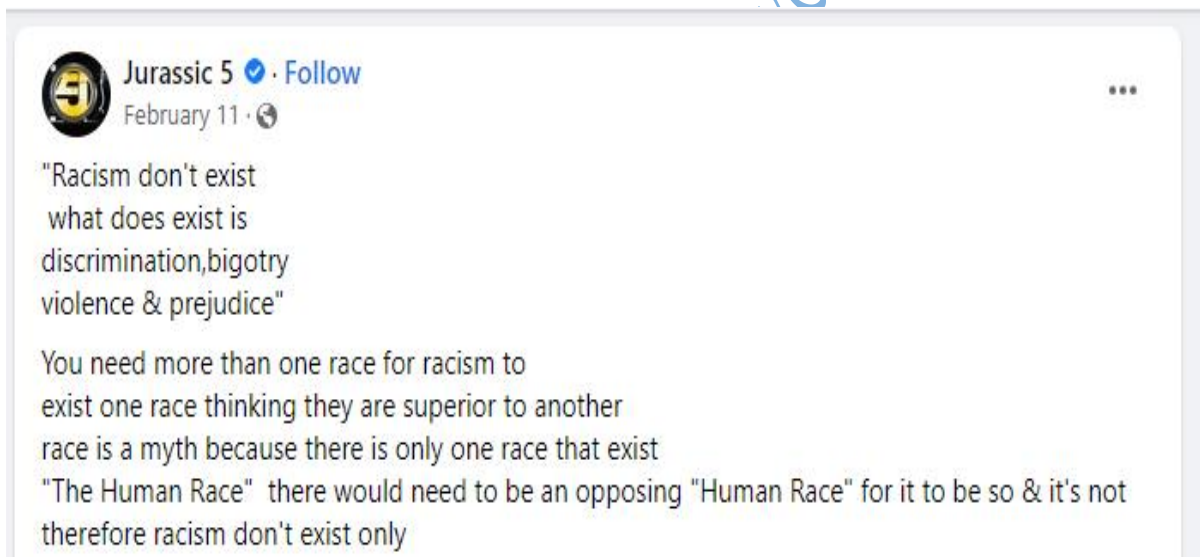 Jurassic 5 · Follow
February 11 ·
"Racism don't exist
what does exist is
discrimination,bigotry
violence & prejudice"
You need more than one race for racism to
exist one race thinking they are superior to another
race is a myth because there is only one race that exist
"The Human Race" there would need to be an opposing "Human Race" for it to be so & it's not
therefore racism don't exist only